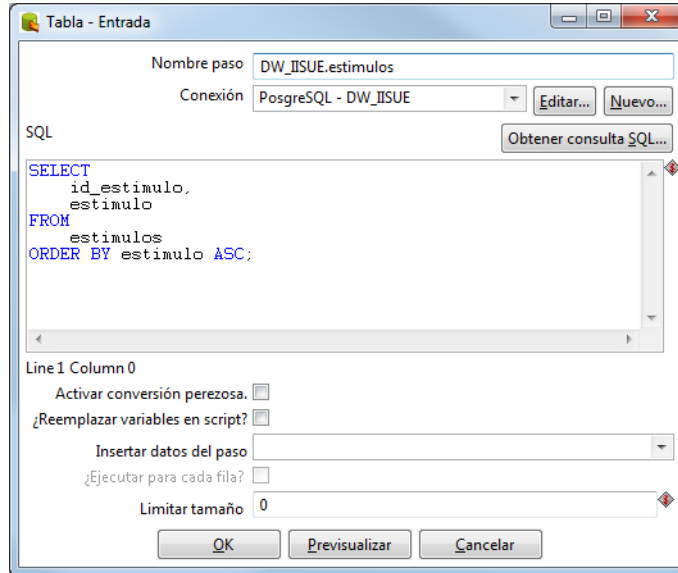 Tabla - Entrada
Nombre paso DW_IISUE.estimulos
Conexión PosgreSQL - DW_IISUE Editar... Nuevo...
SQL Obtener consulta SQL...
SELECT
id_estimulo,
estimulo
FROM
estimulos
ORDER BY estimulo ASC;
Line 1 Column 0
Activar conversión perezosa.
¿Reemplazar variables en script?
Insertar datos del paso
¿Ejecutar para cada fila?
Limitar tamaño 0
OK Previsualizar Cancelar